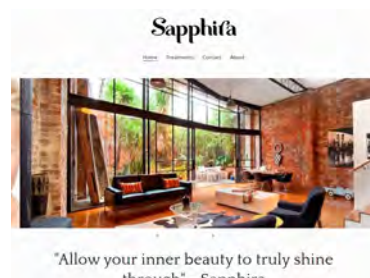 Sapphira
Home Treatments Contact About
"Allow your inner beauty to truly shine
through" - Sapphira